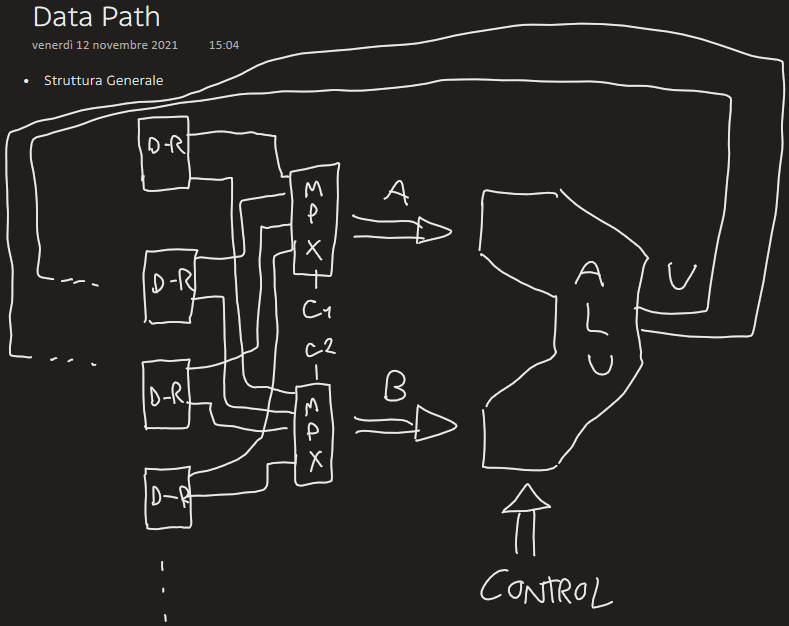 Data Path
venerdì 12 novembre 2021 15:04
• Struttura Generale
D-R
D-R
D-R
D-R
MPX
C1
C2
MPX
A
B
ALU
U
CONTROL